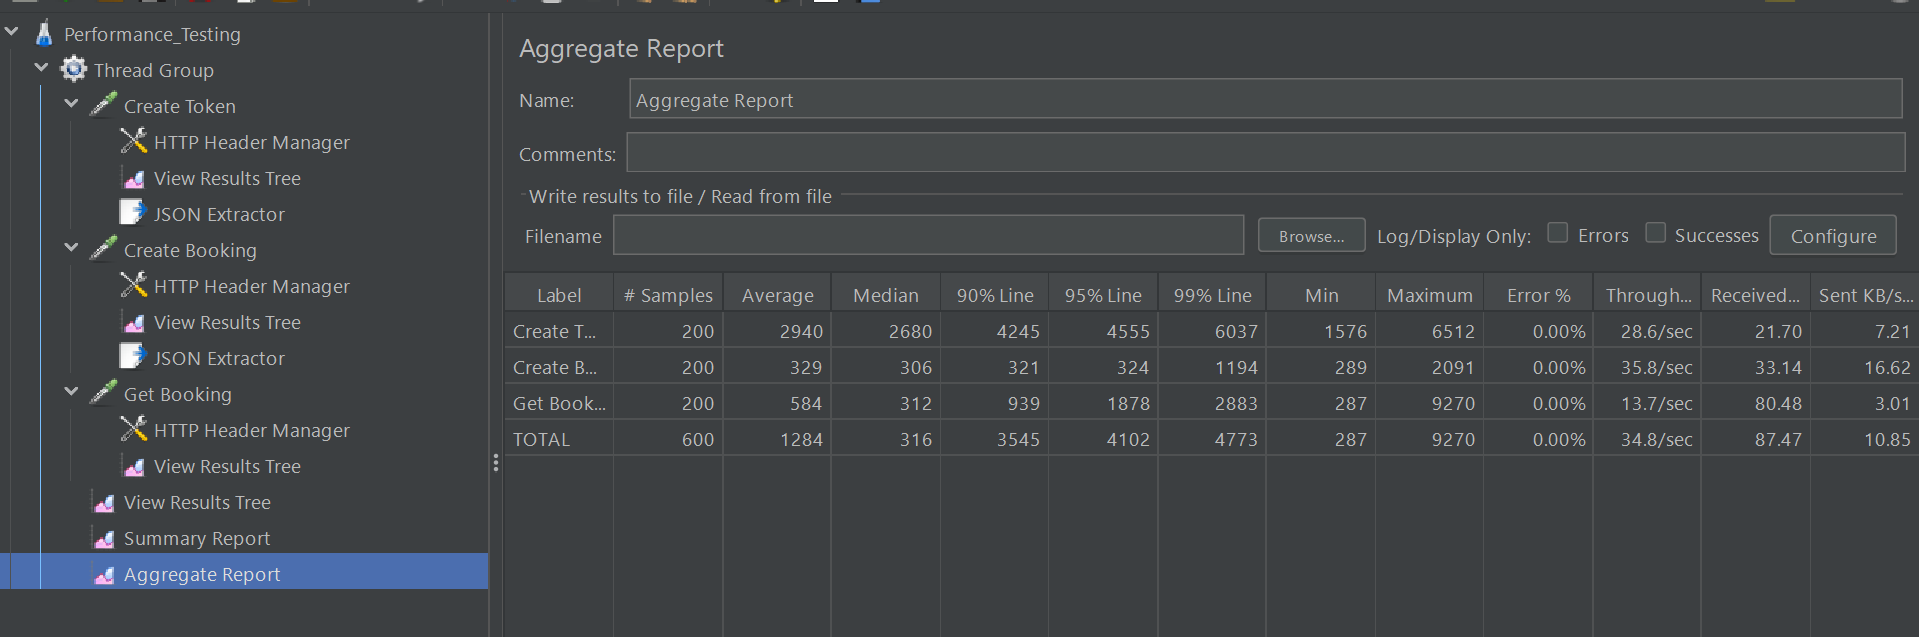 Performance_Testing
Thread Group
Create Token
HTTP Header Manager
View Results Tree
JSON Extractor
Create Booking
HTTP Header Manager
View Results Tree
JSON Extractor
Get Booking
HTTP Header Manager
View Results Tree
View Results Tree
Summary Report
Aggregate Report
Aggregate Report
Name: Aggregate Report
Comments:
Write results to file / Read from file
Filename Browse... Log/Display Only: Errors Successes Configure
Label # Samples Average Median 90% Line 95% Line 99% Line Min Maximum Error % Through... Received... Sent KB/s...
Create T... 200 2940 2680 4245 4555 6037 1576 6512 0.00% 28.6/sec 21.70 7.21
Create B... 200 329 306 321 324 1194 289 2091 0.00% 35.8/sec 33.14 16.62
Get Book... 200 584 312 939 1878 2883 287 9270 0.00% 13.7/sec 80.48 3.01
TOTAL 600 1284 316 3545 4102 4773 287 9270 0.00% 34.8/sec 87.47 10.85